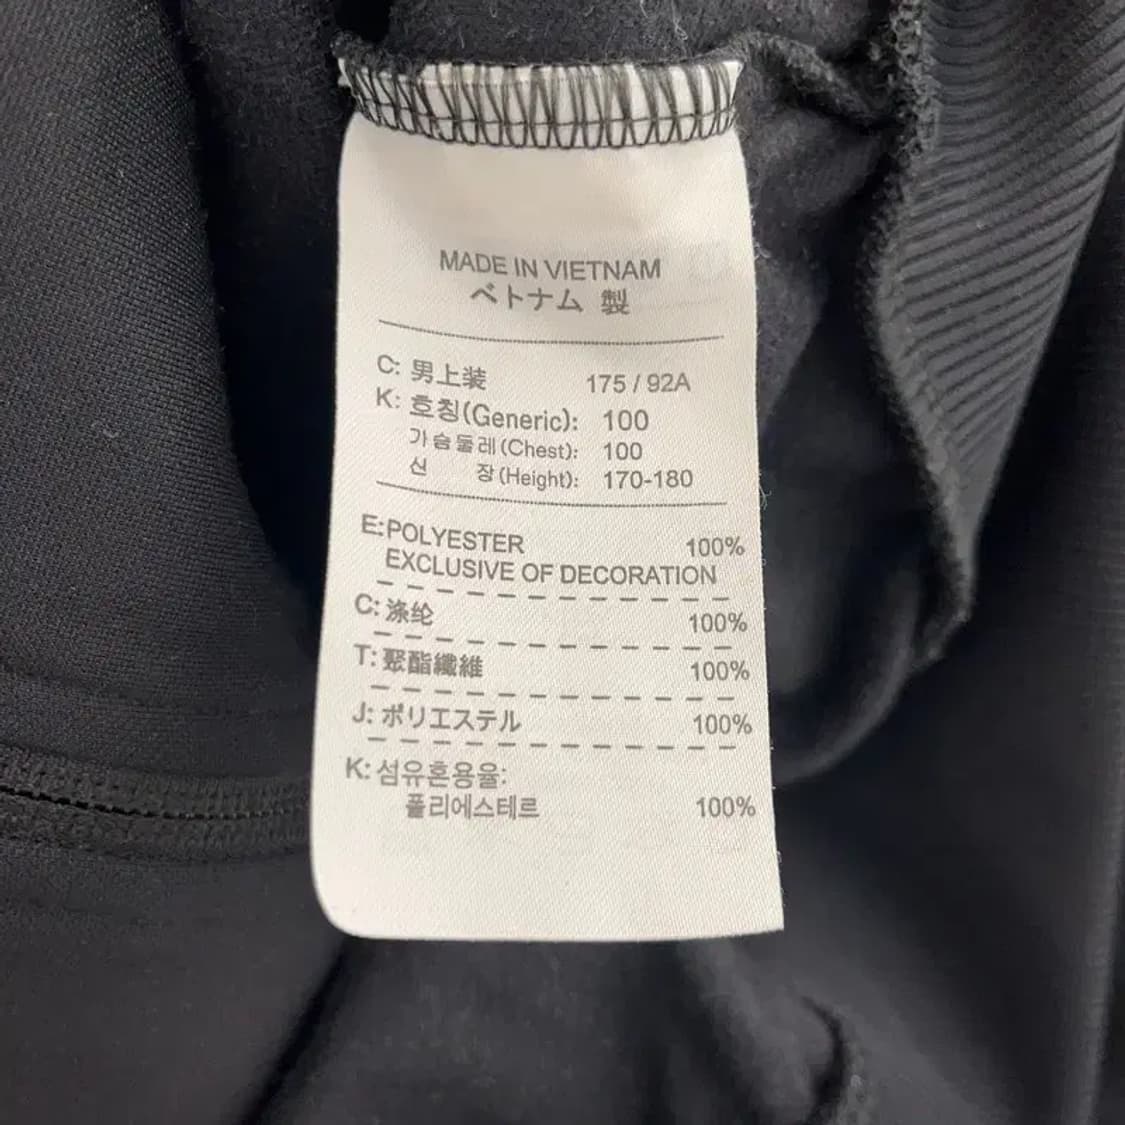 MADE IN VIETNAM
ベトナム 製
C: 男上装 175 / 92A
K: 호칭(Generic): 100
가슴둘레(Chest): 100
신 장(Height): 170-180
E:POLYESTER 100%
EXCLUSIVE OF DECORATION
C: 涤纶 100%
T: 聚酯纖維 100%
J: ポリエステル 100%
K: 섬유혼용율:
폴리에스테르 100%